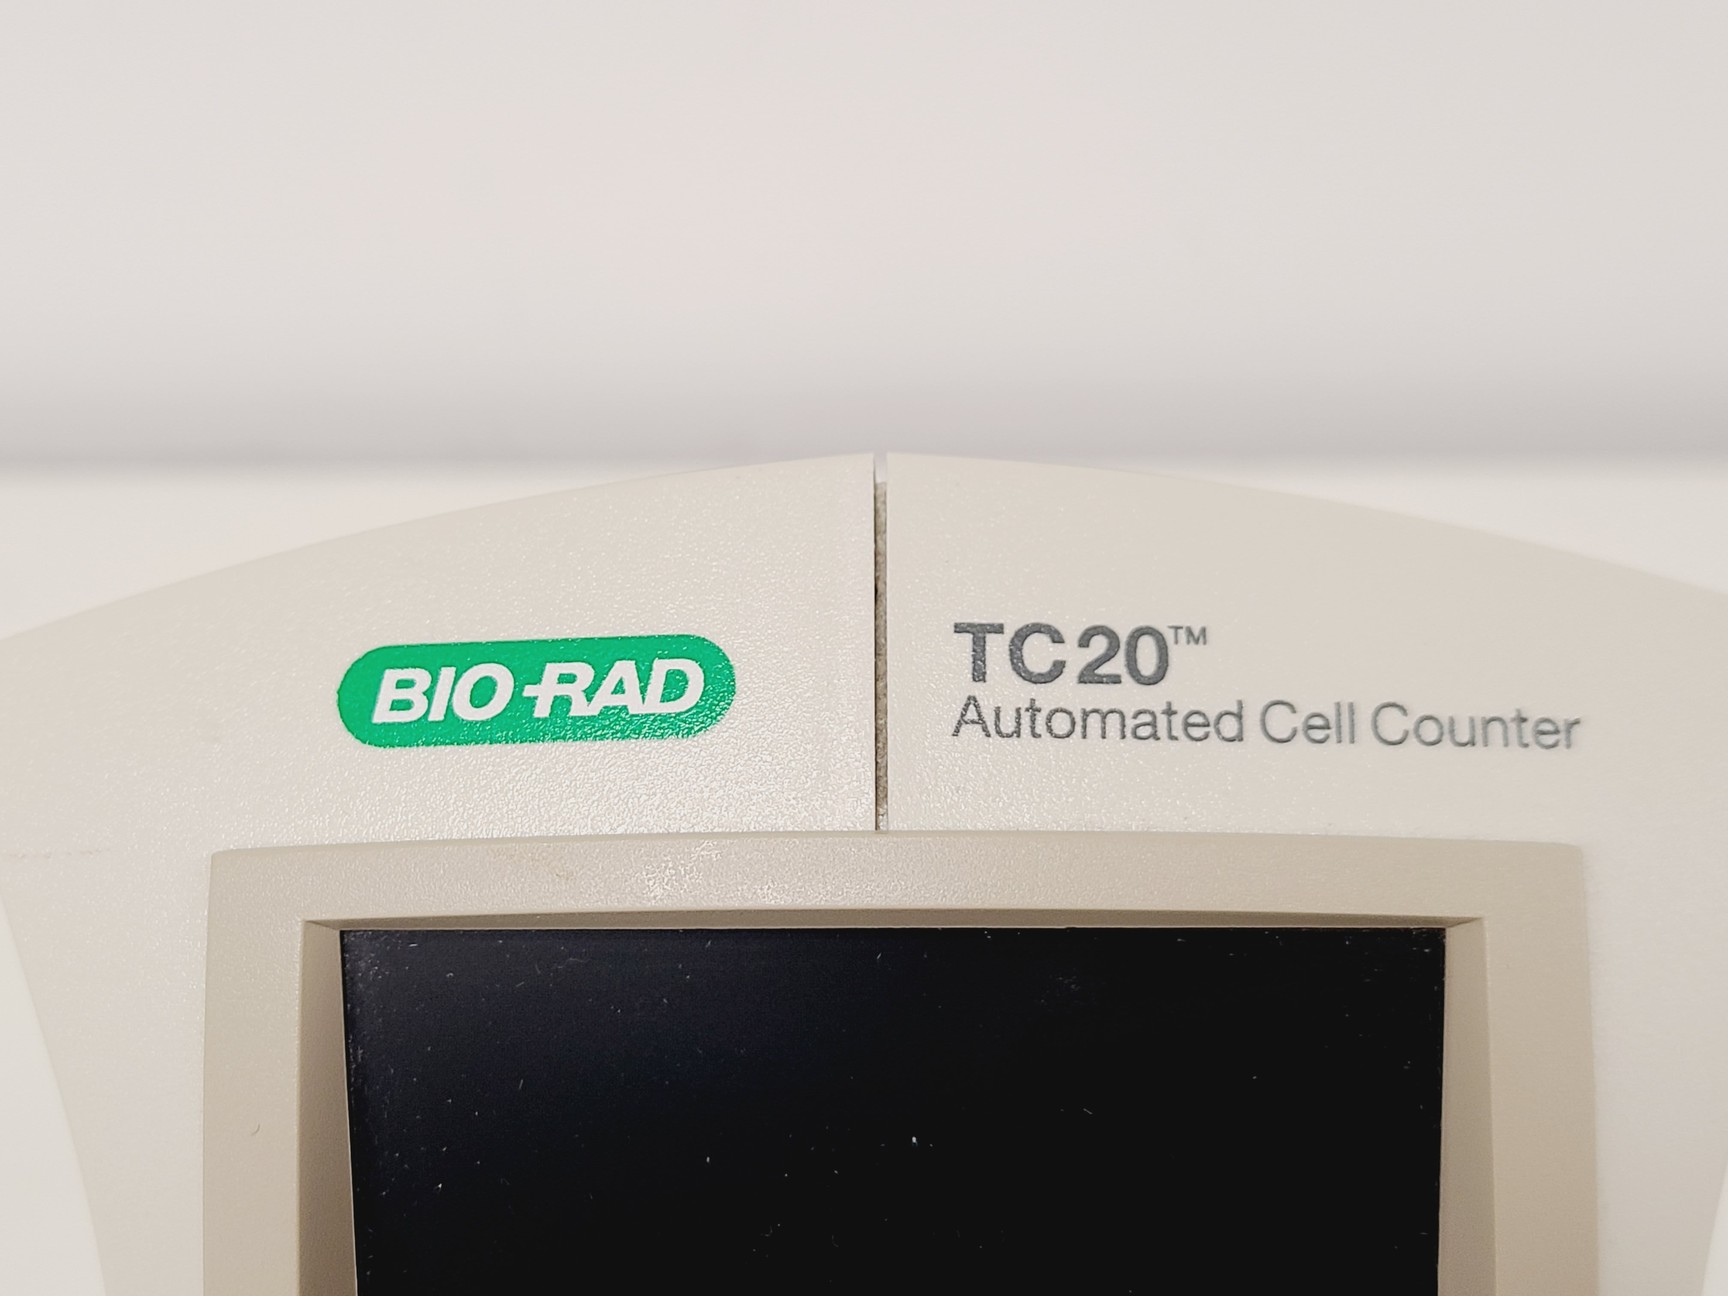 BIO-RAD
TC20™
Automated Cell Counter